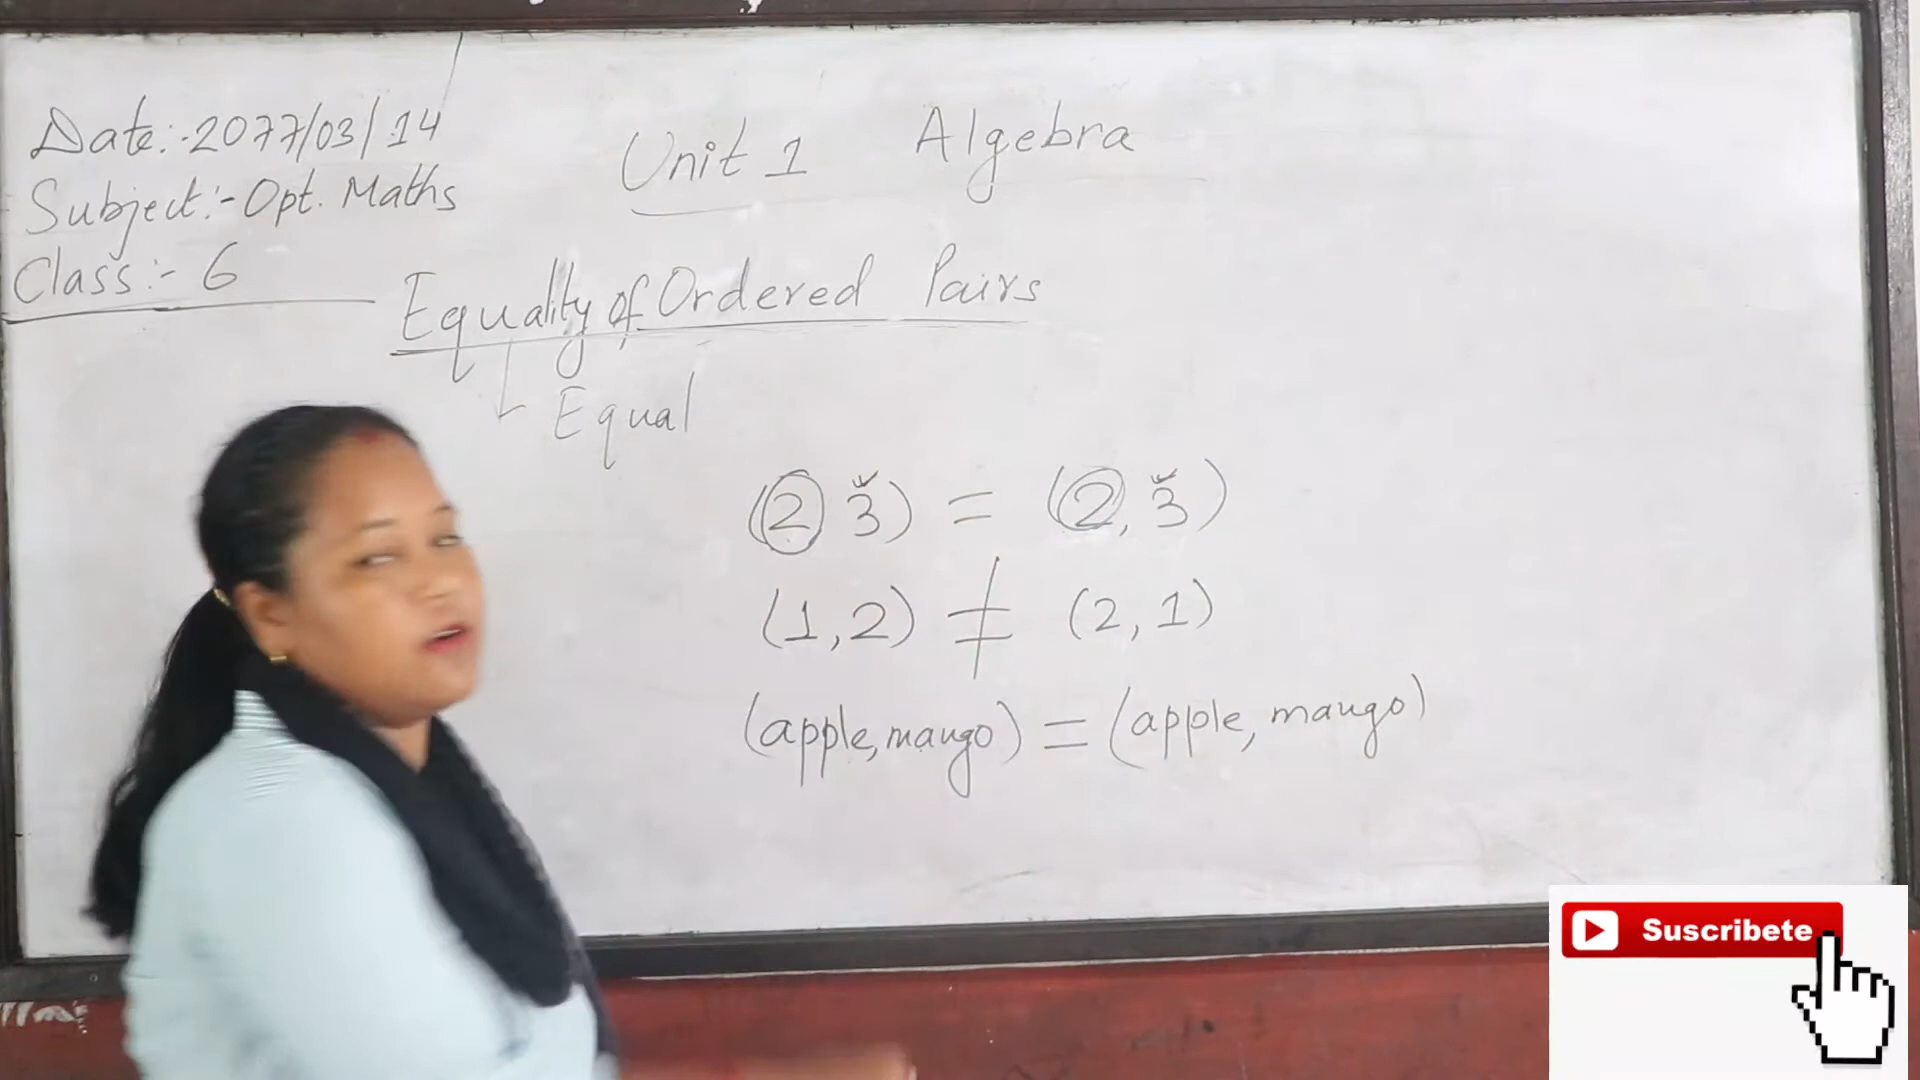 Date:-2077/03/14
Subject:- Opt. Maths
Class:- 6
Unit 1 Algebra
Equality of Ordered Pairs
Equal
(2 3) = (2, 3)
(1, 2) ≠ (2, 1)
(apple, mango) = (apple, mango)
Suscribete